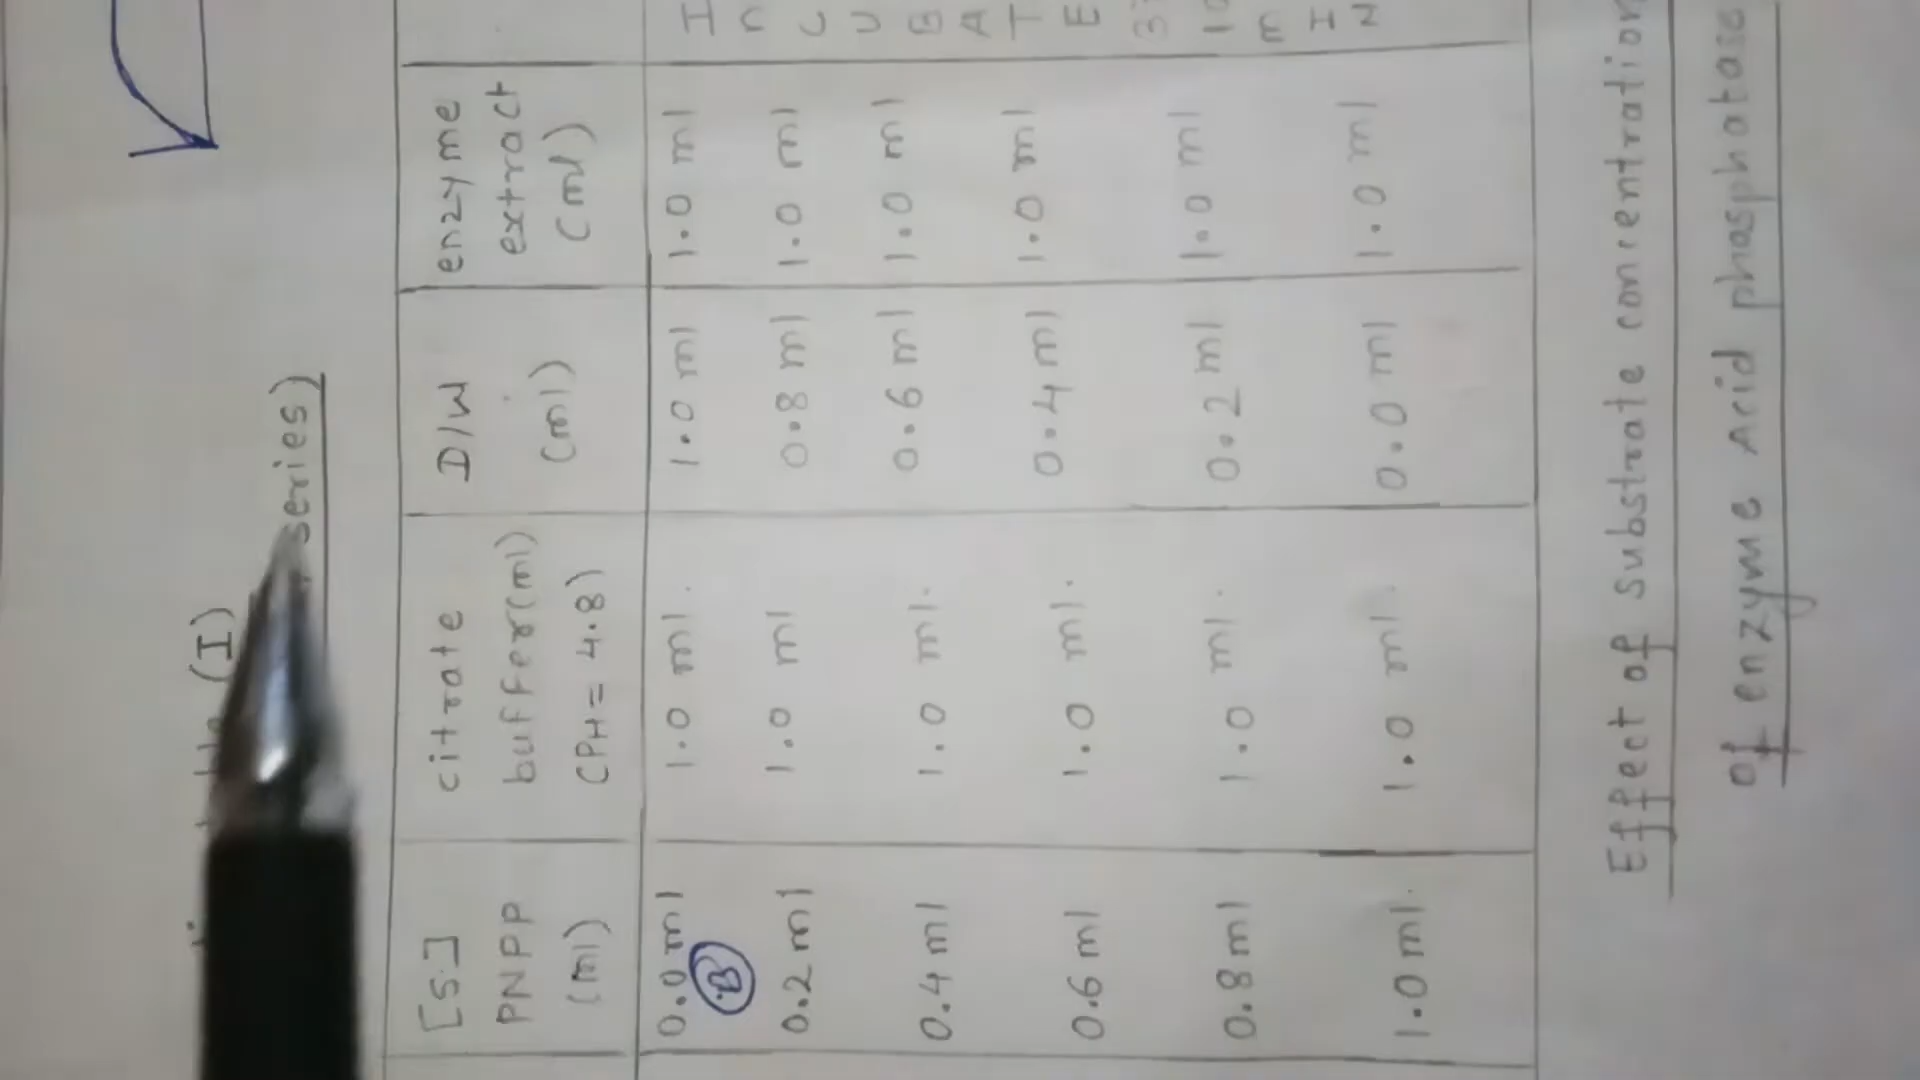 (I)
series)
[S] PNPP (ml) citrate buffer(ml) (PH = 4.8) D/W (ml) enzyme extract (ml)
0.0 ml 1.0 ml. 1.0 ml 1.0 ml I
B n
0.2 ml 1.0 ml 0.8 ml 1.0 ml C
U
0.4 ml 1.0 ml. 0.6 ml 1.0 ml B
A
0.6 ml 1.0 ml. 0.4 ml 1.0 ml T
E
0.8 ml 1.0 ml. 0.2 ml 1.0 ml
m
I
1.0 ml. 1.0 ml. 0.0 ml 1.0 ml N
Effect of substrate concentration
of enzyme Acid phasphatase